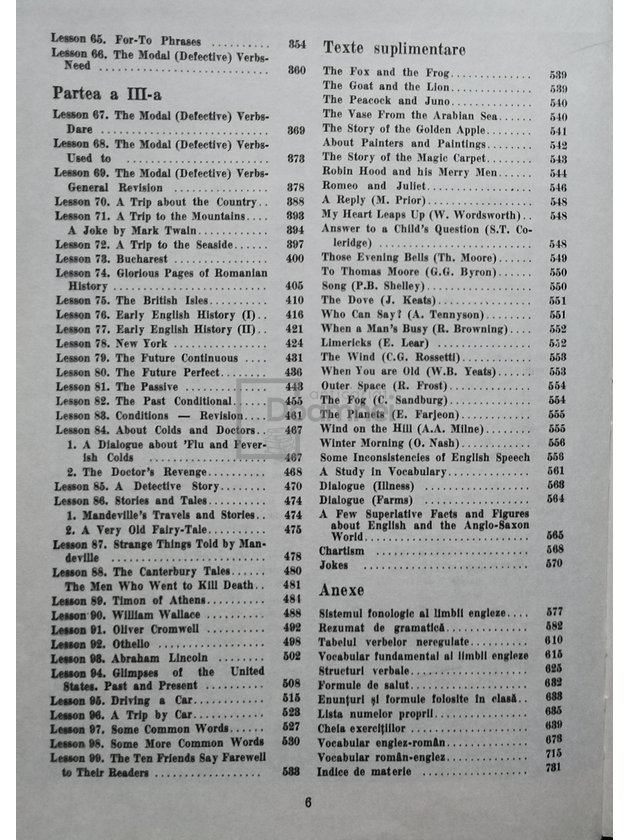 Lesson 65. For-To Phrases .......... 354
Lesson 66. The Modal (Defective) Verbs-
Need .......................... 360
Partea a III-a
Lesson 67. The Modal (Defective) Verbs-
Dare .......................... 369
Lesson 68. The Modal (Defective) Verbs-
Used to ...................... 373
Lesson 69. The Modal (Defective) Verbs-
General Revision .............. 378
Lesson 70. A Trip about the Country.. 388
Lesson 71. A Trip to the Mountains.... 393
A Joke by Mark Twain............ 394
Lesson 72. A Trip to the Seaside...... 397
Lesson 73. Bucharest ................ 400
Lesson 74. Glorious Pages of Romanian
History ........................ 405
Lesson 75. The British Isles.......... 410
Lesson 76. Early English History (I).. 416
Lesson 77. Early English History (II).. 421
Lesson 78. New York ................ 424
Lesson 79. The Future Continuous .... 431
Lesson 80. The Future Perfect........ 436
Lesson 81. The Passive .............. 443
Lesson 82. The Past Conditional...... 455
Lesson 83. Conditions — Revision.... 461
Lesson 84. About Colds and Doctors.. 467
1. A Dialogue about 'Flu and Fever-
ish Colds .................... 467
2. The Doctor's Revenge.......... 468
Lesson 85. A Detective Story........ 470
Lesson 86. Stories and Tales.......... 474
1. Mandeville's Travels and Stories.. 474
2. A Very Old Fairy-Tale.......... 475
Lesson 87. Strange Things Told by Man-
deville ........................ 478
Lesson 88. The Canterbury Tales...... 480
The Men Who Went to Kill Death.. 481
Lesson 89. Timon of Athens.......... 484
Lesson 90. William Wallace .......... 488
Lesson 91. Oliver Cromwell .......... 492
Lesson 92. Othello .................. 498
Lesson 93. Abraham Lincoln ........ 502
Lesson 94. Glimpses of the United
States. Past and Present .......... 508
Lesson 95. Driving a Car............ 515
Lesson 96. A Trip by Car............ 523
Lesson 97. Some Common Words...... 527
Lesson 98. Some More Common Words 530
Lesson 99. The Ten Friends Say Farewell
to Their Readers ................ 533
Texte suplimentare
The Fox and the Frog.............. 539
The Goat and the Lion.............. 539
The Peacock and Juno.............. 540
The Vase From the Arabian Sea...... 540
The Story of the Golden Apple........ 541
About Painters and Paintings........ 542
The Story of the Magic Carpet........ 543
Robin Hood and his Merry Men...... 544
Romeo and Juliet.................. 546
A Reply (M. Prior).................. 548
My Heart Leaps Up (W. Wordsworth).. 548
Answer to a Child's Question (S.T. Co-
leridge) ........................ 548
Those Evening Bells (Th. Moore)...... 549
To Thomas Moore (G.G. Byron)...... 550
Song (P.B. Shelley).................. 550
The Dove (J. Keats)................ 551
Who Can Say? (A. Tennyson)........ 551
When a Man's Busy (R. Browning).... 552
Limericks (E. Lear) ................ 552
The Wind (C.G. Rossetti)............ 553
When You are Old (W.B. Yeats)...... 553
Outer Space (R. Frost).............. 554
The Fog (C. Sandburg).............. 554
The Planets (E. Farjeon)............ 555
Wind on the Hill (A.A. Milne)........ 555
Winter Morning (O. Nash)............ 556
Some Inconsistencies of English Speech 556
A Study in Vocabulary.............. 561
Dialogue (Illness) .................. 563
Dialogue (Farms) .................. 564
A Few Superlative Facts and Figures
about English and the Anglo-Saxon
World.......................... 565
Chartism .......................... 568
Jokes ............................ 570
Anexe
Sistemul fonologic al limbii engleze.... 577
Rezumat de gramatică.............. 582
Tabelul verbelor neregulate.......... 610
Vocabular fundamental al limbii engleze 615
Structuri verbale.................... 625
Formule de salut.................... 632
Enunțuri și formule folosite în clasă.. 633
Lista numelor proprii................ 635
Cheia exercițiilor .................. 639
Vocabular englez-român.............. 673
Vocabular român-englez.............. 715
Indice de materie .................. 731
6